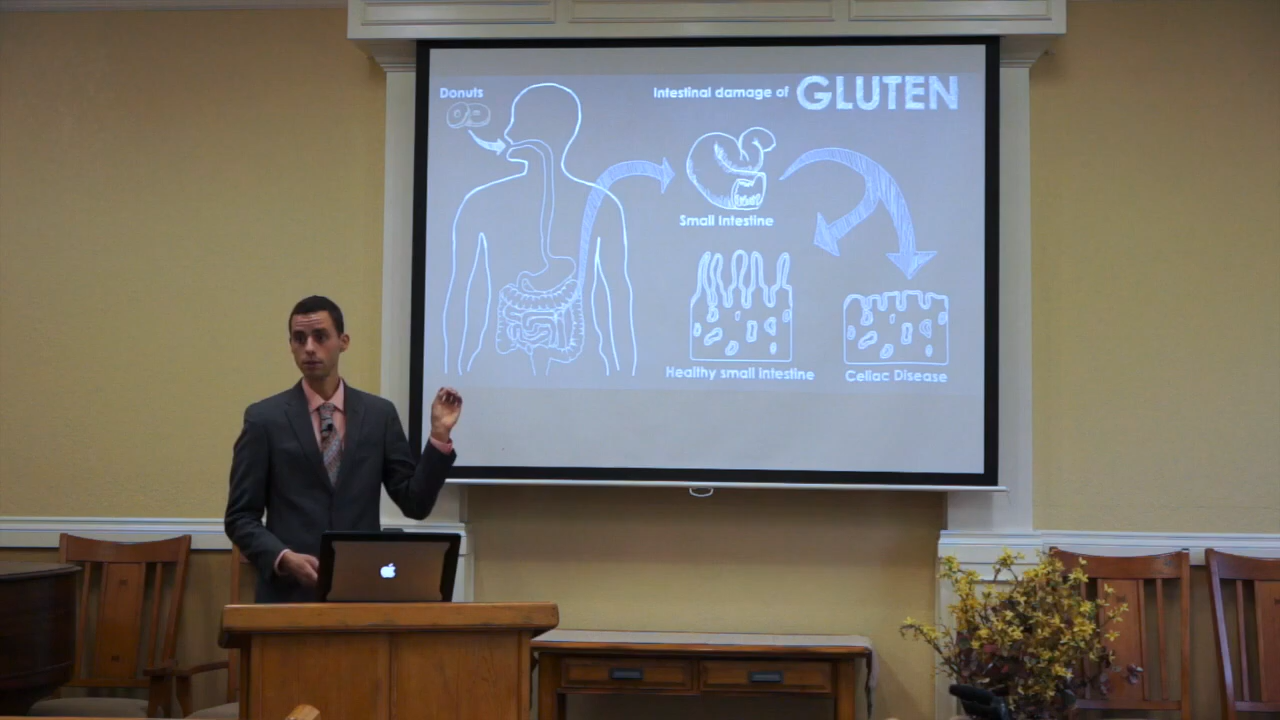 Donuts
Intestinal damage of GLUTEN
Small Intestine
Healthy small intestine
Celiac Disease